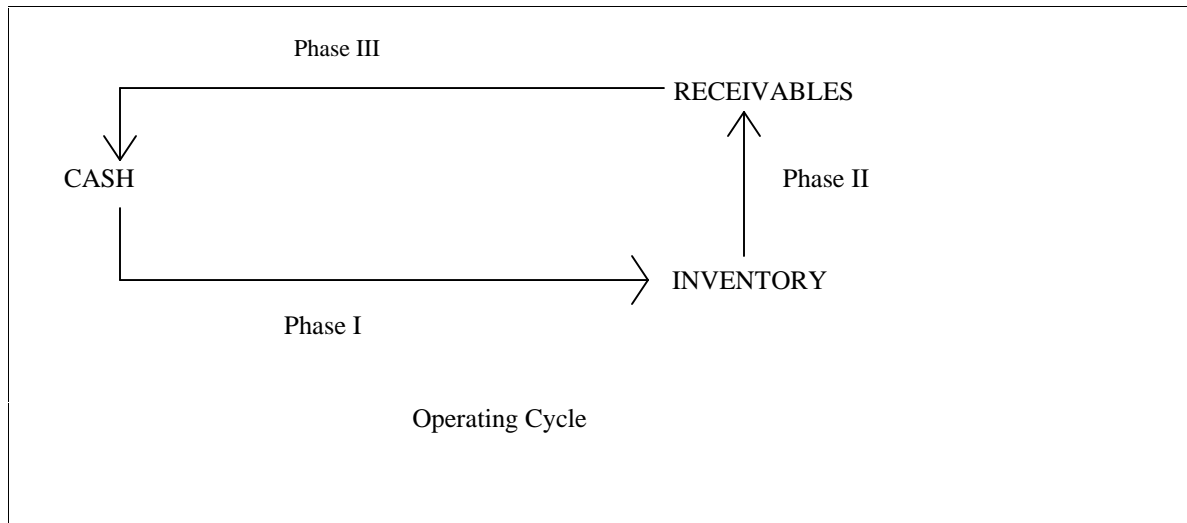 Phase III
RECEIVABLES
CASH
Phase II
INVENTORY
Phase I
Operating Cycle